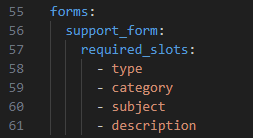 55 forms:
56   support_form:
57     required_slots:
58       - type
59       - category
60       - subject
61       - description